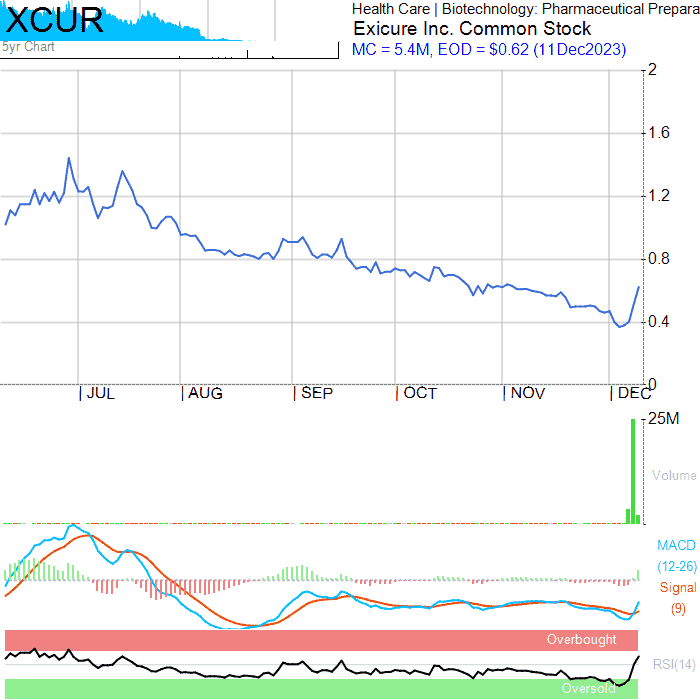 XCUR
Health Care | Biotechnology: Pharmaceutical Prepara
Exicure Inc. Common Stock
5yr Chart
MC = 5.4M, EOD = $0.62 (11Dec2023)
2
1.6
1.2
0.8
0.4
0
JUL AUG SEP OCT NOV DEC
25M
Volume
MACD
(12-26)
Signal
(9)
Overbought
RSI(14)
Oversold